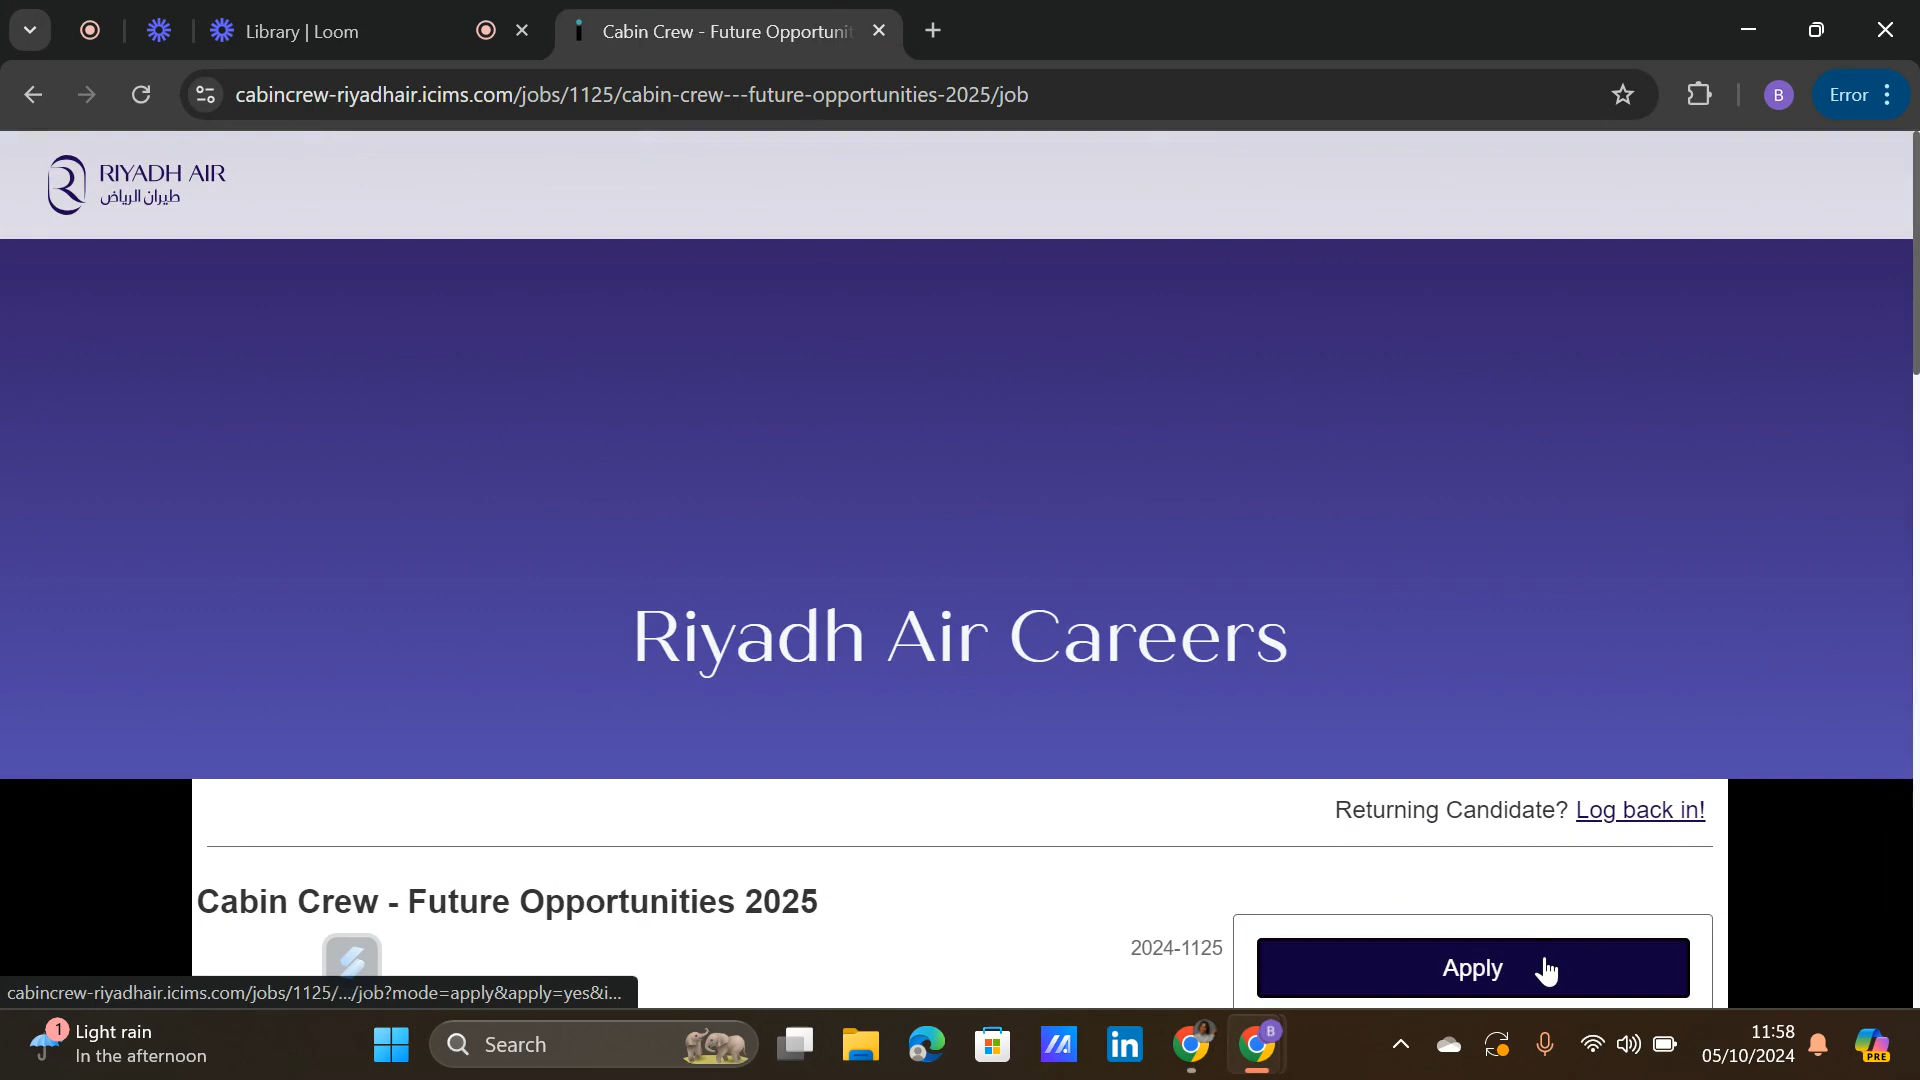 Library | Loom
Cabin Crew - Future Opportunit
cabincrew-riyadhair.icims.com/jobs/1125/cabin-crew---future-opportunities-2025/job
B
Error
RIYADH AIR
طيران الرياض
Riyadh Air Careers
Returning Candidate? Log back in!
Cabin Crew - Future Opportunities 2025
2024-1125
Apply
cabincrew-riyadhair.icims.com/jobs/1125/.../job?mode=apply&apply=yes&i...
1
Light rain
In the afternoon
Search
B
11:58
05/10/2024
PRE